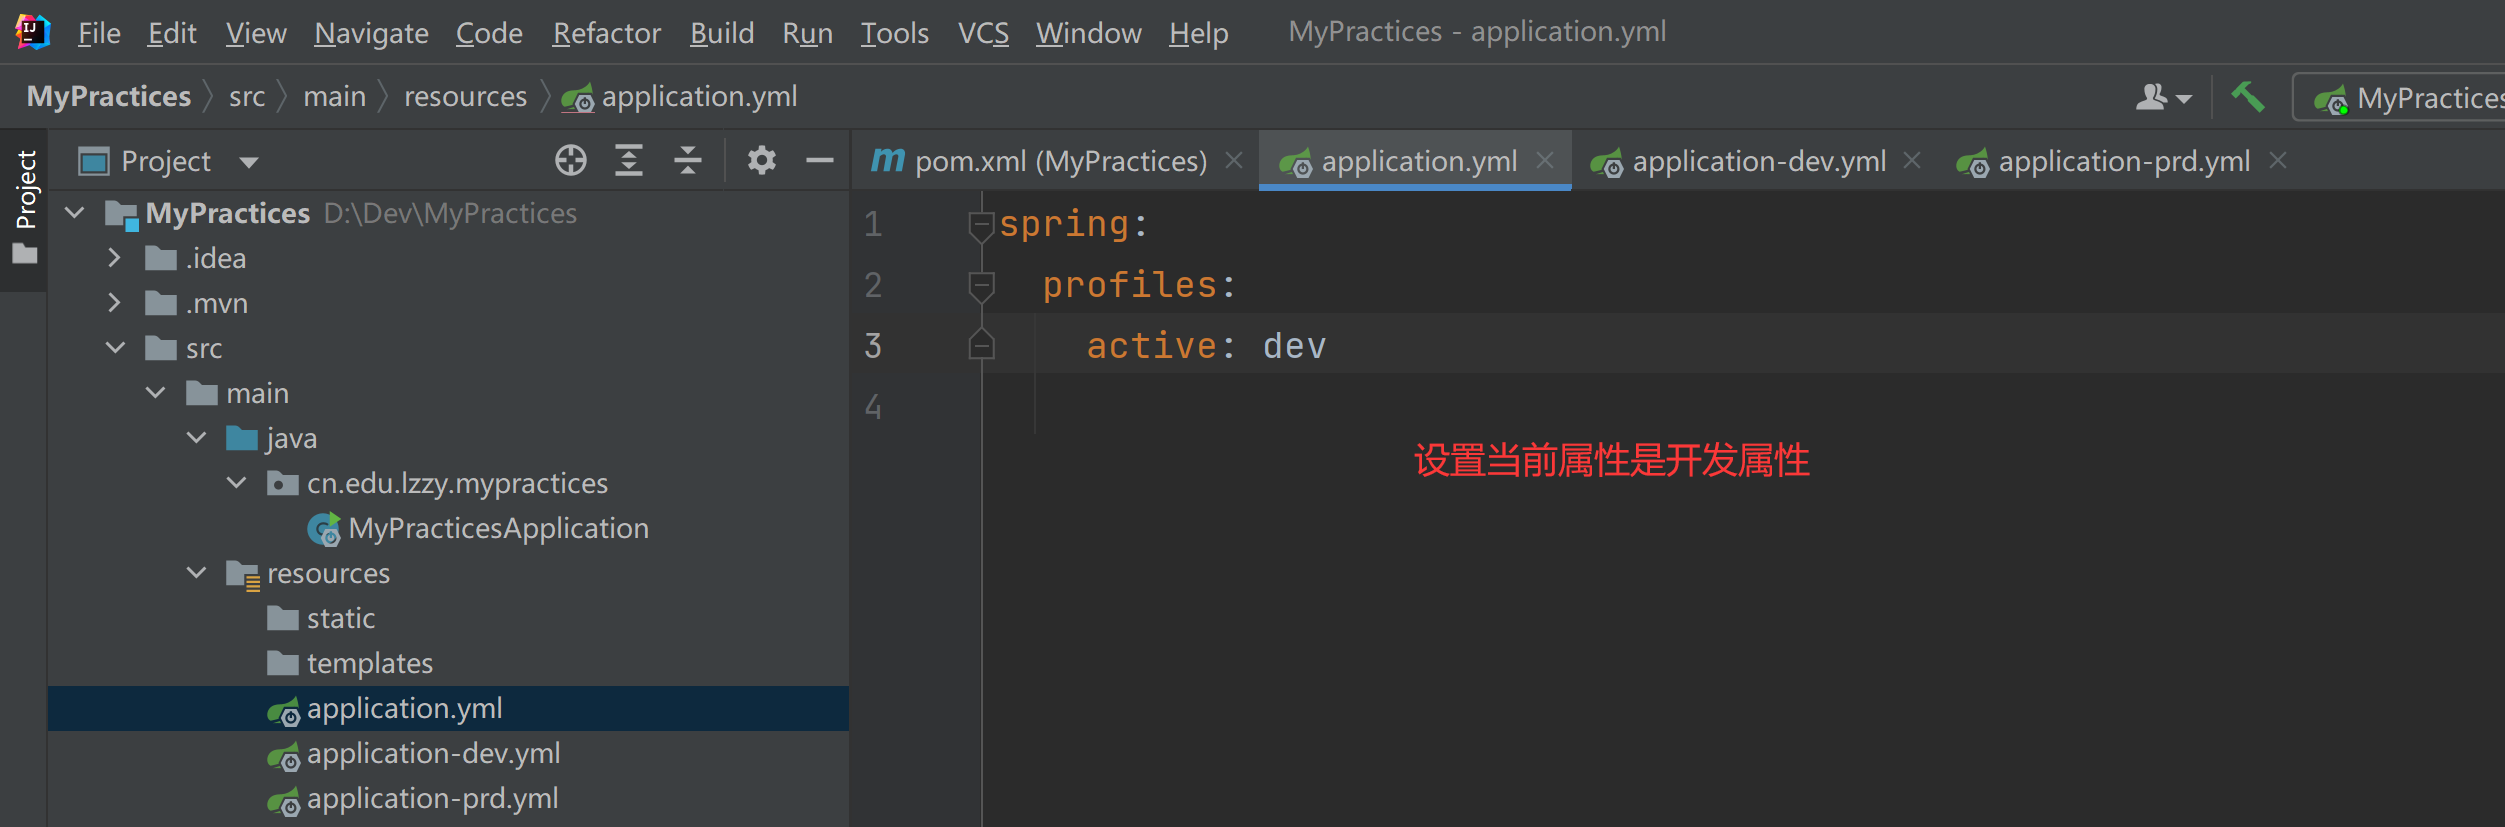 File Edit View Navigate Code Refactor Build Run Tools VCS Window Help MyPractices - application.yml
MyPractices src main resources application.yml MyPractices
Project
Project
pom.xml (MyPractices) application.yml application-dev.yml application-prd.yml
MyPractices D:\Dev\MyPractices
.idea
.mvn
src
main
java
cn.edu.lzzy.mypractices
MyPracticesApplication
resources
static
templates
application.yml
application-dev.yml
application-prd.yml
1 spring:
2 profiles:
3 active: dev
4
设置当前属性是开发属性